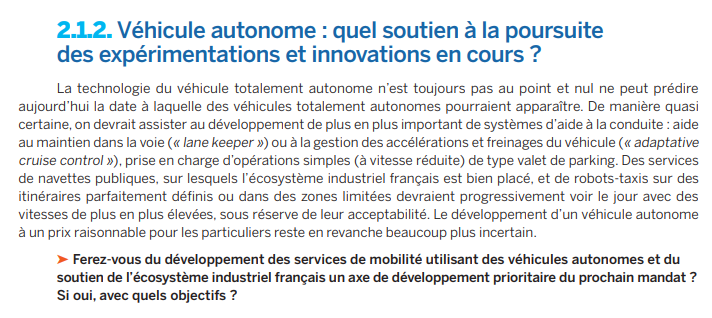 2.1.2. Véhicule autonome : quel soutien à la poursuite
des expérimentations et innovations en cours ?
La technologie du véhicule totalement autonome n’est toujours pas au point et nul ne peut prédire
aujourd’hui la date à laquelle des véhicules totalement autonomes pourraient apparaître. De manière quasi
certaine, on devrait assister au développement de plus en plus important de systèmes d’aide à la conduite : aide
au maintien dans la voie (« lane keeper ») ou à la gestion des accélérations et freinages du véhicule (« adaptative
cruise control »), prise en charge d’opérations simples (à vitesse réduite) de type valet de parking. Des services
de navettes publiques, sur lesquels l’écosystème industriel français est bien placé, et de robots-taxis sur des
itinéraires parfaitement définis ou dans des zones limitées devraient progressivement voir le jour avec des
vitesses de plus en plus élevées, sous réserve de leur acceptabilité. Le développement d’un véhicule autonome
à un prix raisonnable pour les particuliers reste en revanche beaucoup plus incertain.
➤ Ferez-vous du développement des services de mobilité utilisant des véhicules autonomes et du
soutien de l’écosystème industriel français un axe de développement prioritaire du prochain mandat ?
Si oui, avec quels objectifs ?